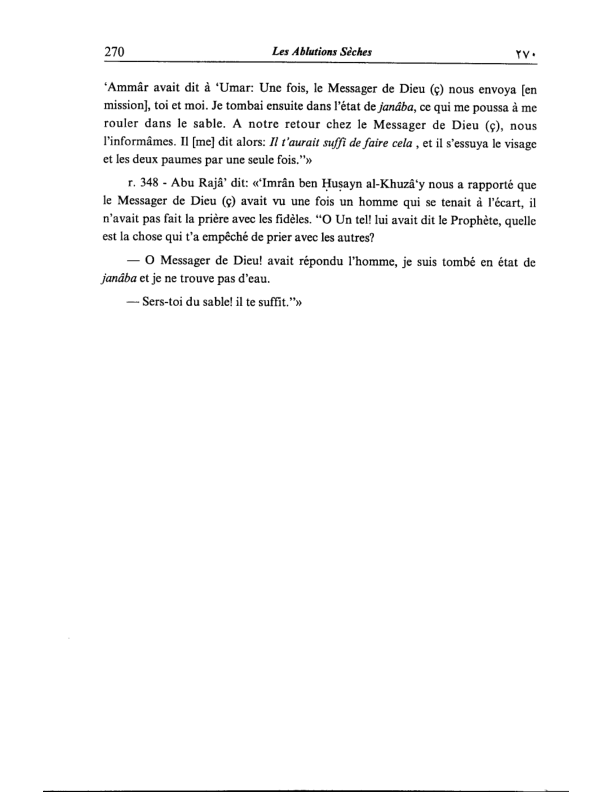 270 Les Ablutions Sèches ٢٧٠
‘Ammâr avait dit à ‘Umar: Une fois, le Messager de Dieu (ç) nous envoya [en
mission], toi et moi. Je tombai ensuite dans l’état de janâba, ce qui me poussa à me
rouler dans le sable. A notre retour chez le Messager de Dieu (ç), nous
l’informâmes. Il [me] dit alors: Il t’aurait suffi de faire cela , et il s’essuya le visage
et les deux paumes par une seule fois.”»
r. 348 - Abu Rajâ’ dit: «‘Imrân ben Ḥuṣayn al-Khuzâ‘y nous a rapporté que
le Messager de Dieu (ç) avait vu une fois un homme qui se tenait à l’écart, il
n’avait pas fait la prière avec les fidèles. “O Un tel! lui avait dit le Prophète, quelle
est la chose qui t’a empêché de prier avec les autres?
— O Messager de Dieu! avait répondu l’homme, je suis tombé en état de
janâba et je ne trouve pas d’eau.
— Sers-toi du sable! il te suffit.”»